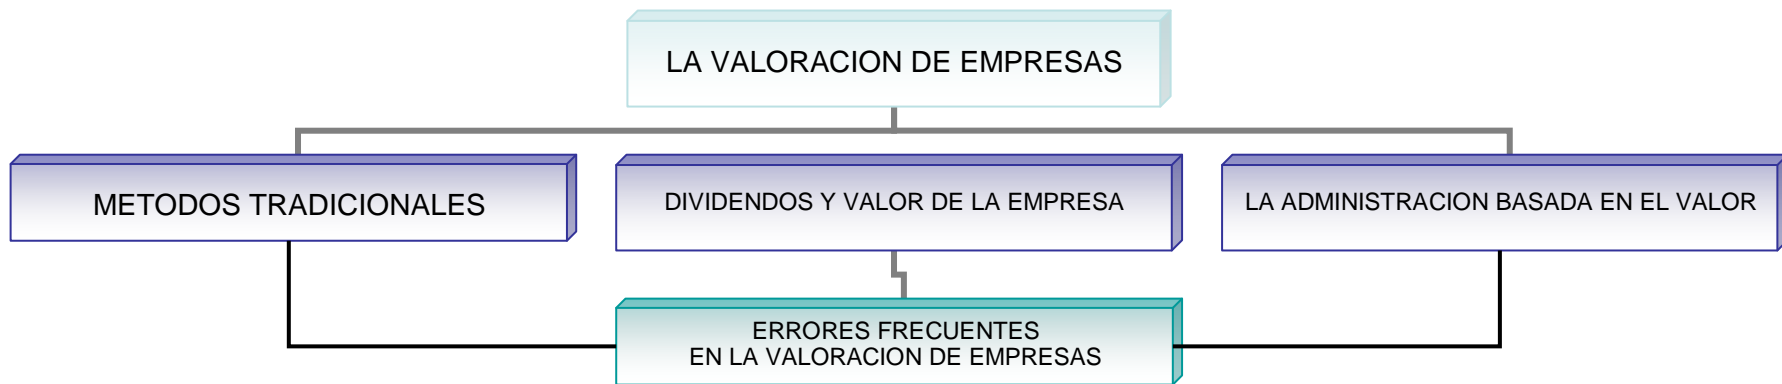 LA VALORACION DE EMPRESAS
METODOS TRADICIONALES
DIVIDENDOS Y VALOR DE LA EMPRESA
LA ADMINISTRACION BASADA EN EL VALOR
ERRORES FRECUENTES
EN LA VALORACION DE EMPRESAS